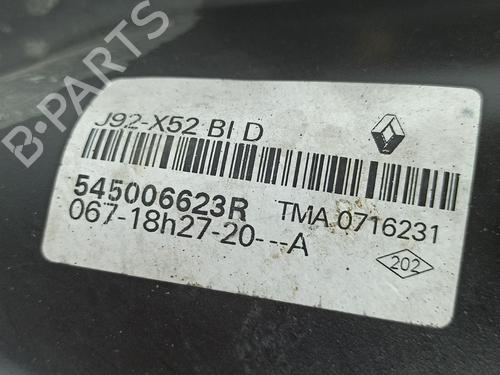 J92-X52 BI D
545006623R TMA 0716231
067-18h27-20---A
202
B-PARTS